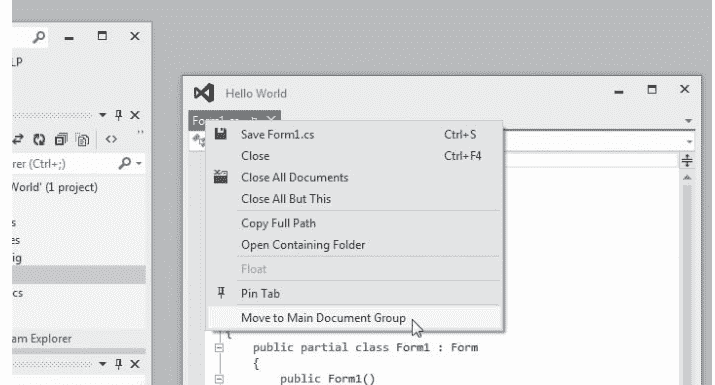 LP
Hello World
Form1.cs
Save Form1.cs Ctrl+S
Close Ctrl+F4
Close All Documents
Close All But This
Copy Full Path
Open Containing Folder
Float
Pin Tab
Move to Main Document Group
rer (Ctrl+;)
World' (1 project)
s
es
ig
cs
am Explorer
{
public partial class Form1 : Form
{
public Form1()